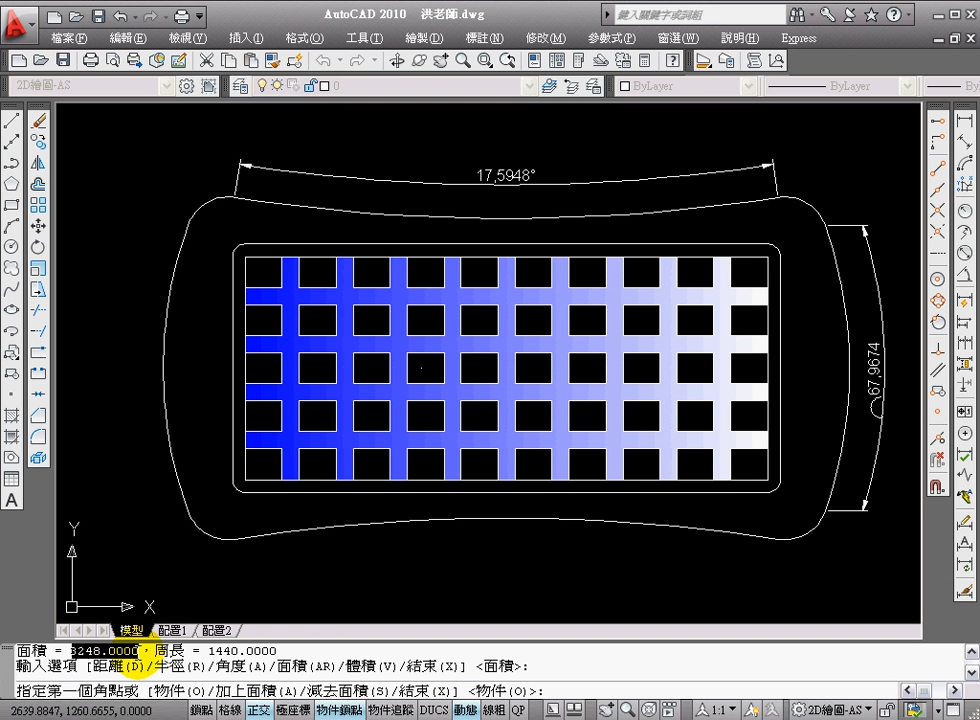 AutoCAD 2010 洪老師.dwg
鍵入關鍵字或詞組
檔案(F) 編輯(E) 檢視(V) 插入(I) 格式(O) 工具(T) 繪製(D) 標註(N) 修改(M) 參數式(P) 視窗(W) 說明(H) Express
2D繪圖-AS 0 ByLayer ByLayer By
17,5948°
67,9674
Y
X
模型 配置1 配置2
面積 = 3248.0000，周長 = 1440.0000
輸入選項 [距離(D)/半徑(R)/角度(A)/面積(AR)/體積(V)/結束(X)] <面積>:
指定第一個角點或 [物件(O)/加上面積(A)/減去面積(S)/結束(X)] <物件(O)>:
2639.8847, 1260.6655, 0.0000 鎖點 格線 正交 極座標 物件鎖點 物件追蹤 DUCS 動態 線粗 QP 1:1 2D繪圖-AS